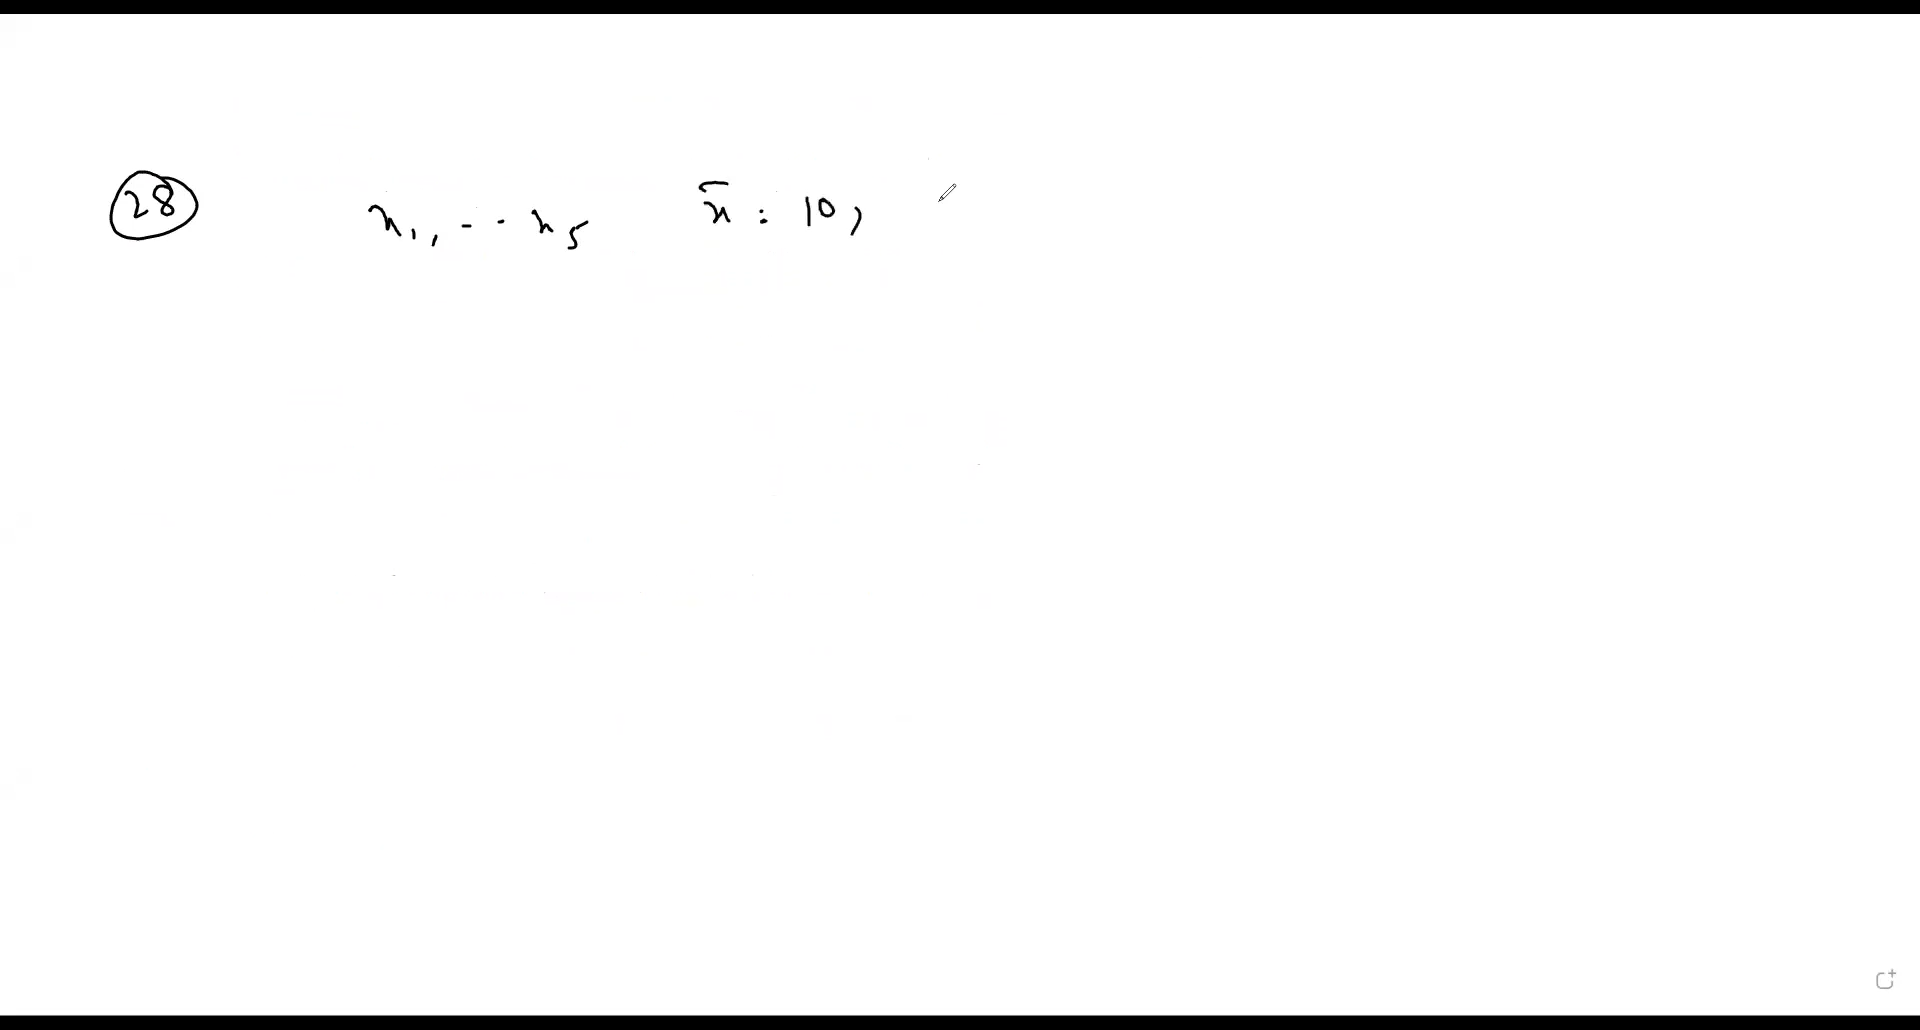 28 x₁, - - x₅ x̄ : 10,